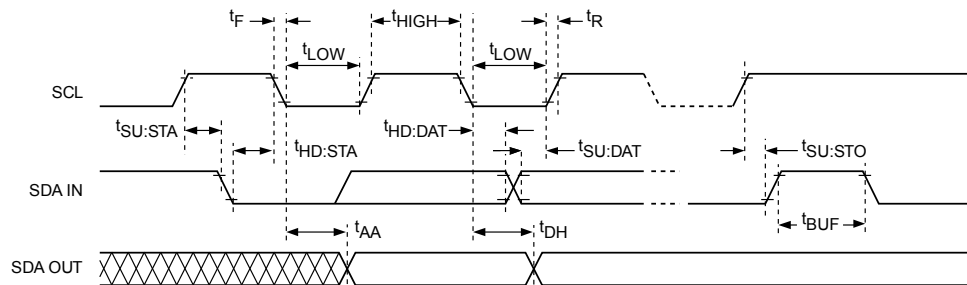 tF
tHIGH
tR
tLOW
tLOW
SCL
tSU:STA
tHD:STA
tHD:DAT
tSU:DAT
tSU:STO
SDA IN
tAA
tDH
tBUF
SDA OUT